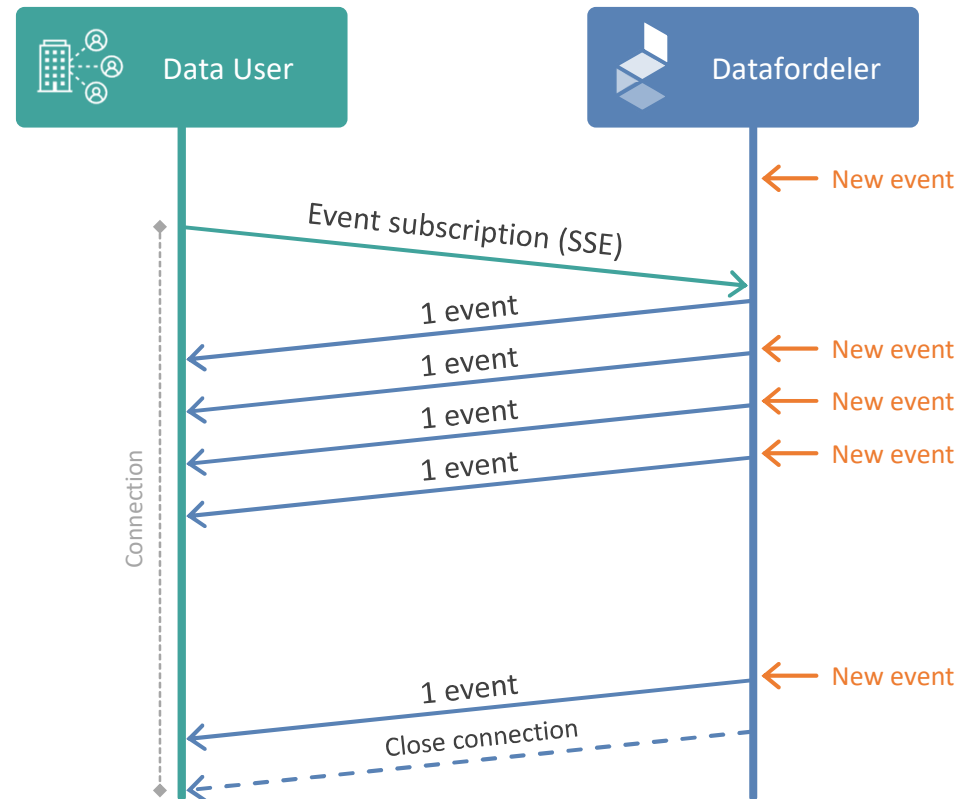 Data User
Datafordeler
New event
Event subscription (SSE)
1 event
New event
1 event
New event
1 event
New event
1 event
Connection
New event
1 event
Close connection